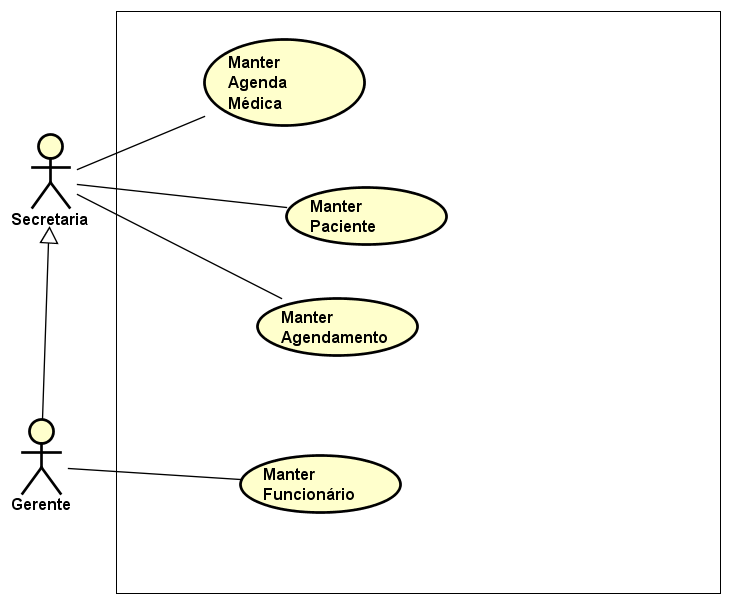 Manter
Agenda
Médica
Secretaria
Manter
Paciente
Manter
Agendamento
Manter
Funcionário
Gerente